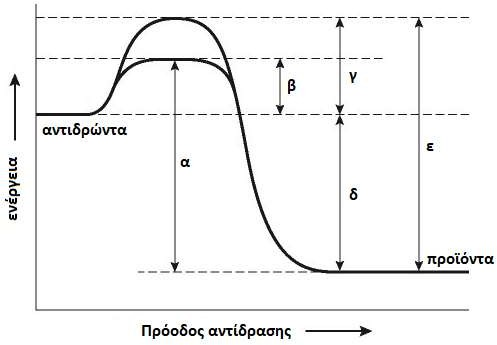 ενέργεια
αντιδρώντα
α
β
γ
δ
ε
προϊόντα
Πρόοδος αντίδρασης